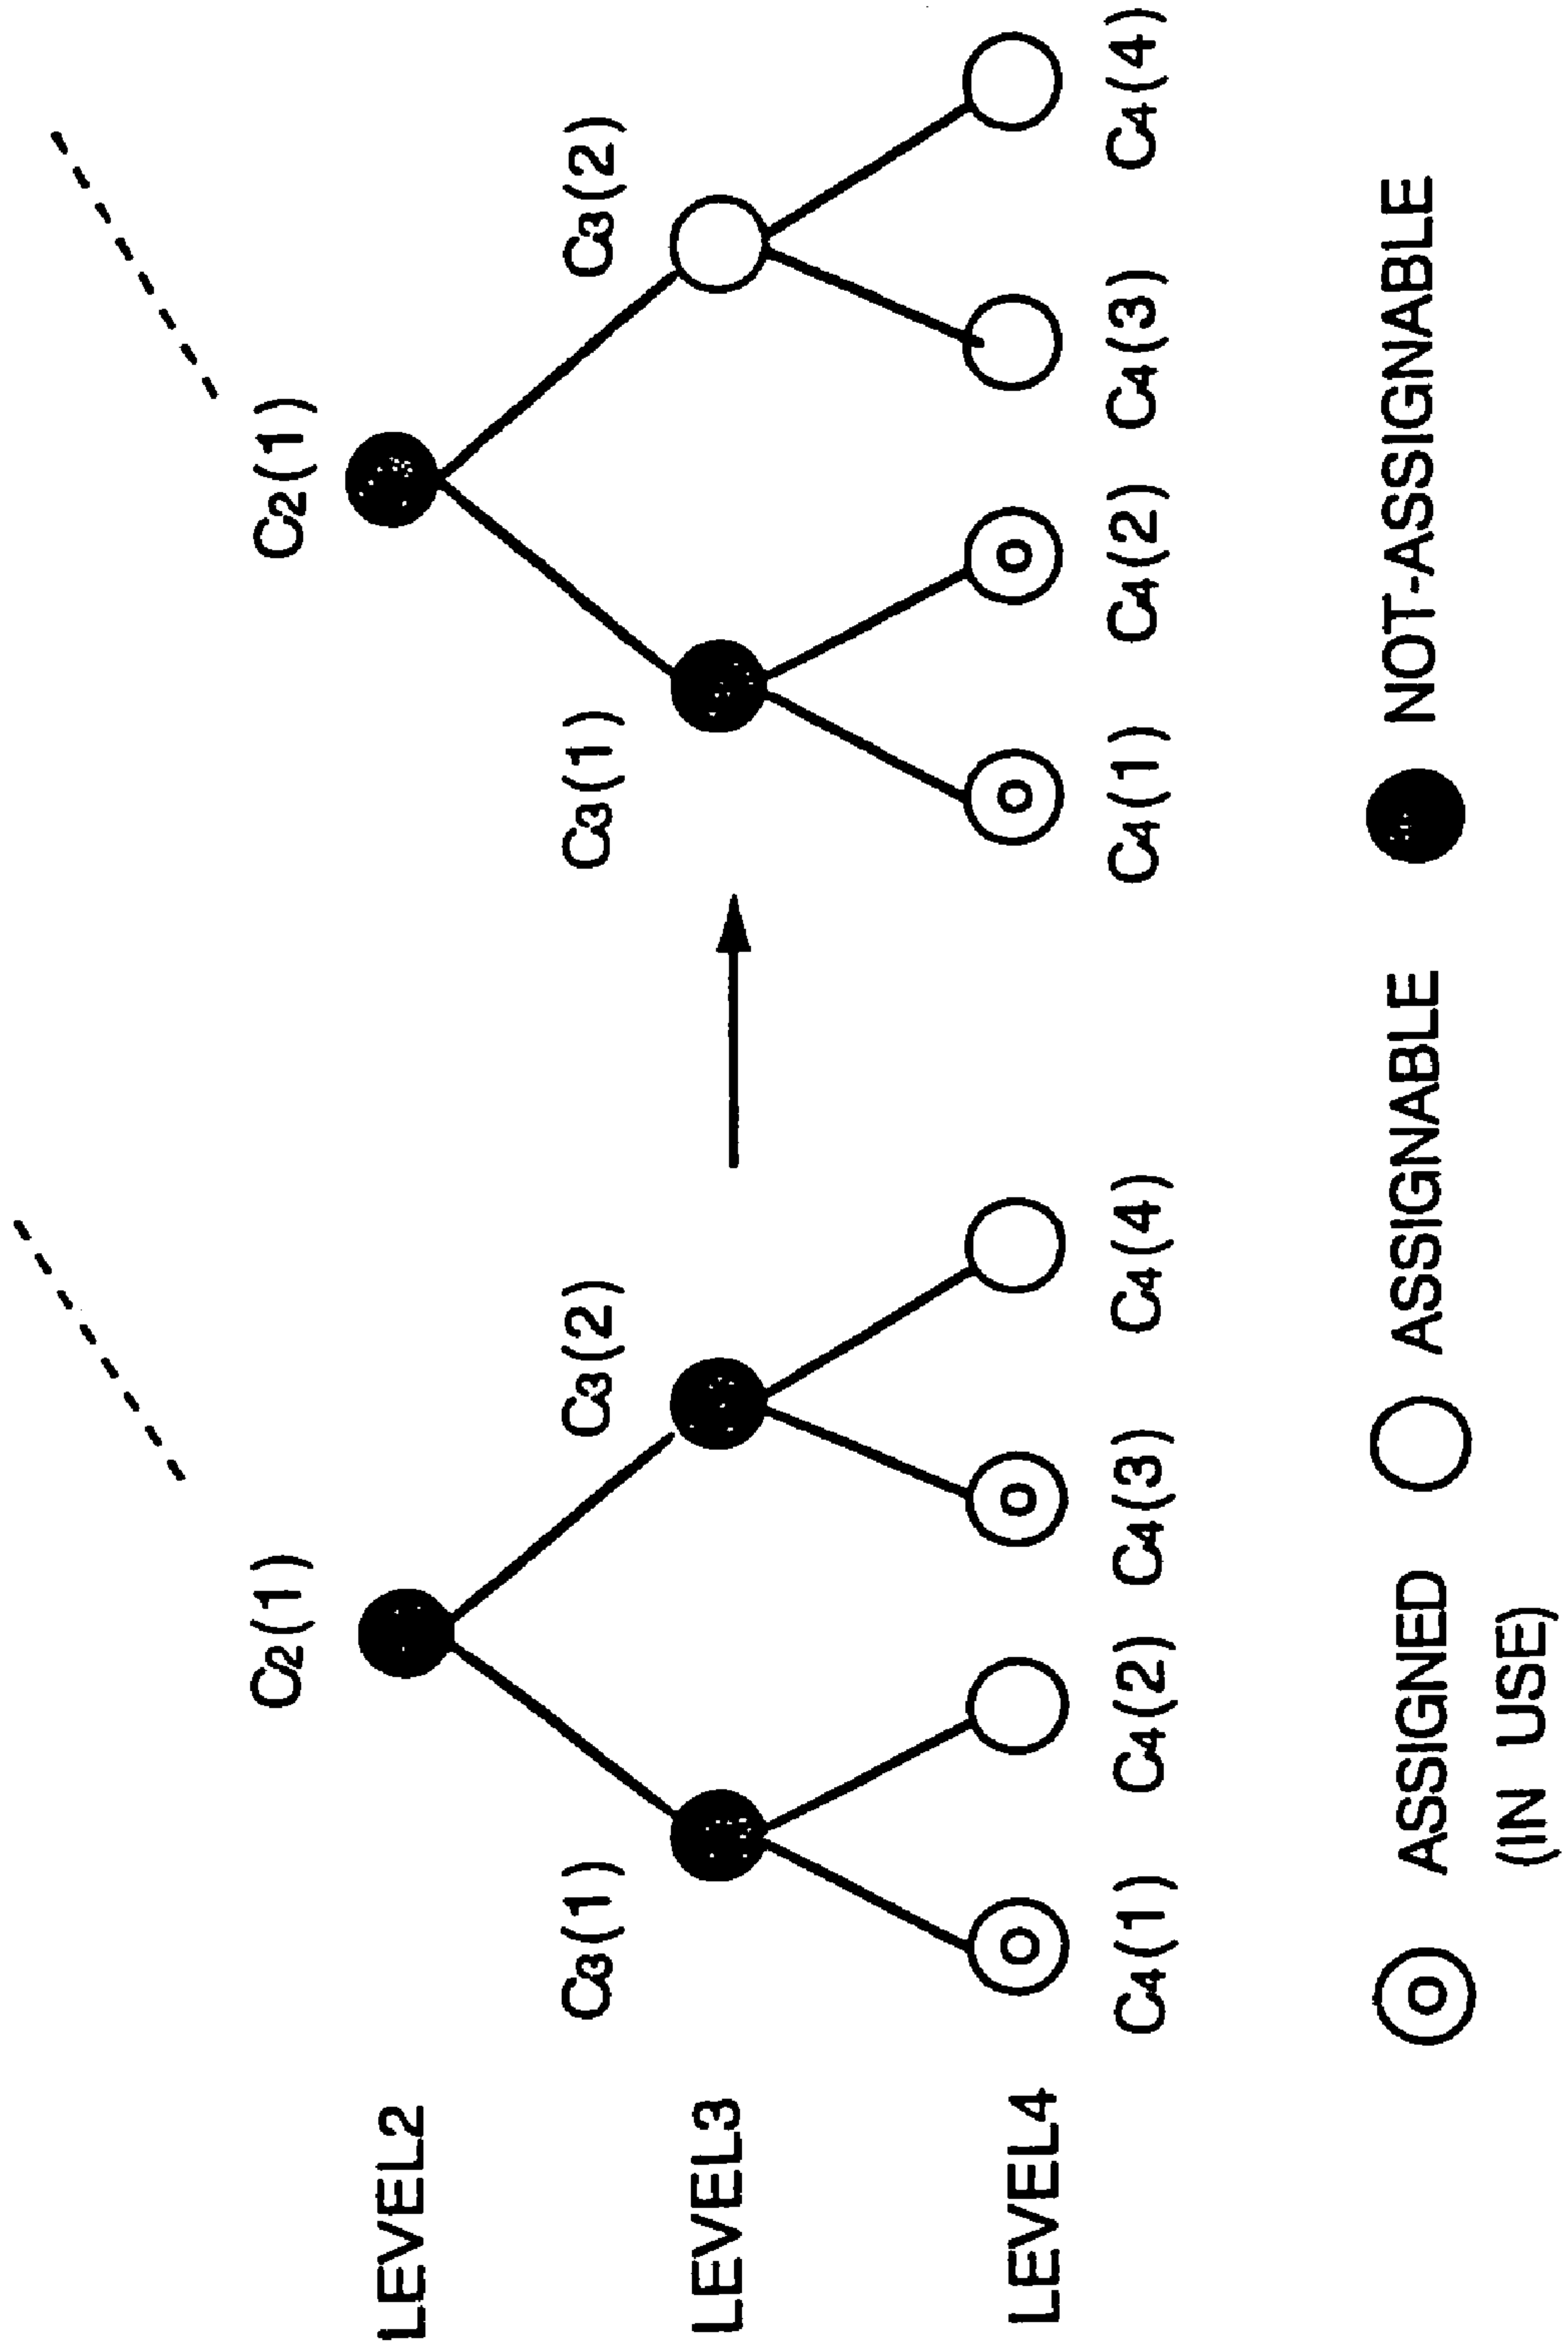 C2(1) C2(1)
LEVEL2
C3(1) C3(2) C3(1) C3(2)
LEVEL3
LEVEL4
C4(1) C4(2) C4(3) C4(4) C4(1) C4(2) C4(3) C4(4)
ASSIGNED ASSIGNABLE NOT-ASSIGNABLE
(IN USE)